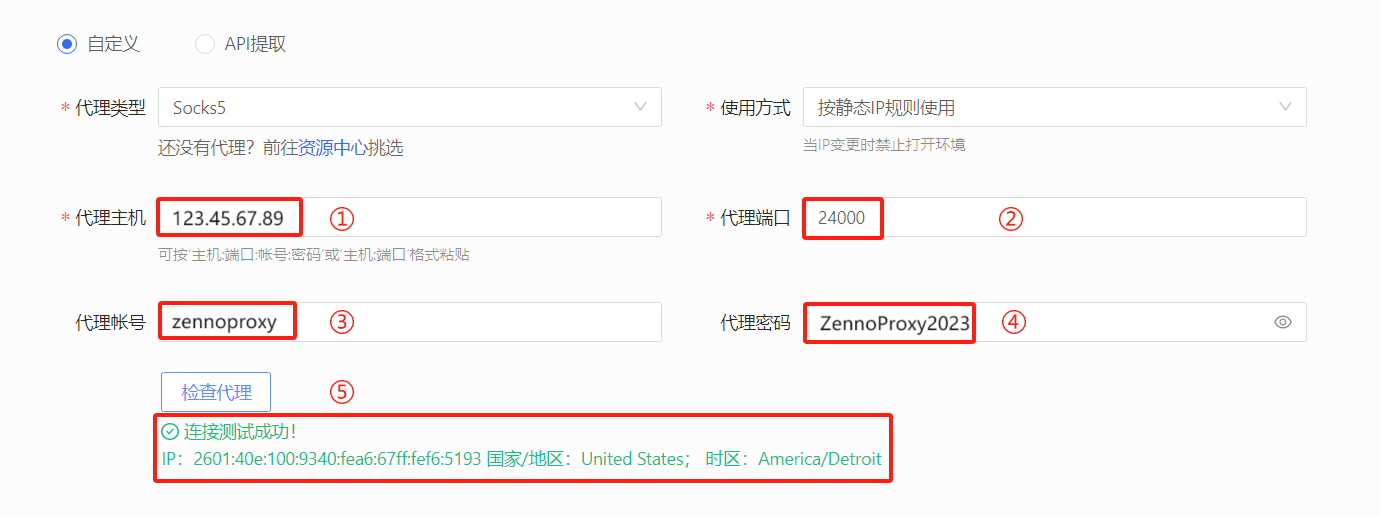 自定义 API提取
* 代理类型 Socks5 * 使用方式 按静态IP规则使用
还没有代理？前往资源中心挑选 当IP变更时禁止打开环境
* 代理主机 123.45.67.89 ① * 代理端口 24000 ②
可按'主机:端口:帐号:密码'或'主机:端口'格式粘贴
代理帐号 zennoproxy ③ 代理密码 ZennoProxy2023 ④
检查代理 ⑤
连接测试成功！
IP：2601:40e:100:9340:fea6:67ff:fef6:5193 国家/地区：United States； 时区：America/Detroit